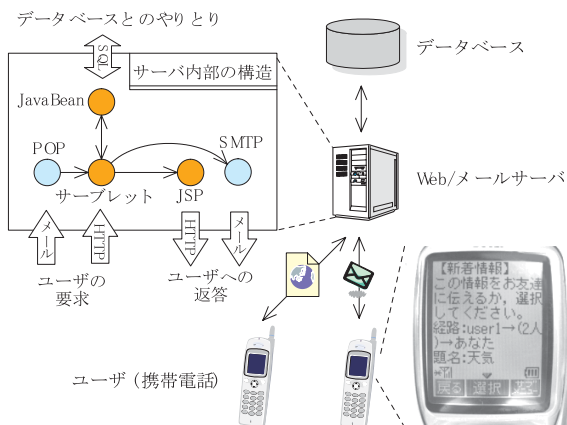 データベースとのやりとり
SQL
サーバ内部の構造
JavaBean
POP
SMTP
サーブレット
JSP
メール
HTTP
HTTP
メール
ユーザの
要求
ユーザへの
返答
データベース
Web/メールサーバ
ユーザ (携帯電話)
【新着情報】
この情報をお友達
に伝えるか，選択
してください。
経路:user1→(2人
)→あなた
題名:天気
戻る 選択